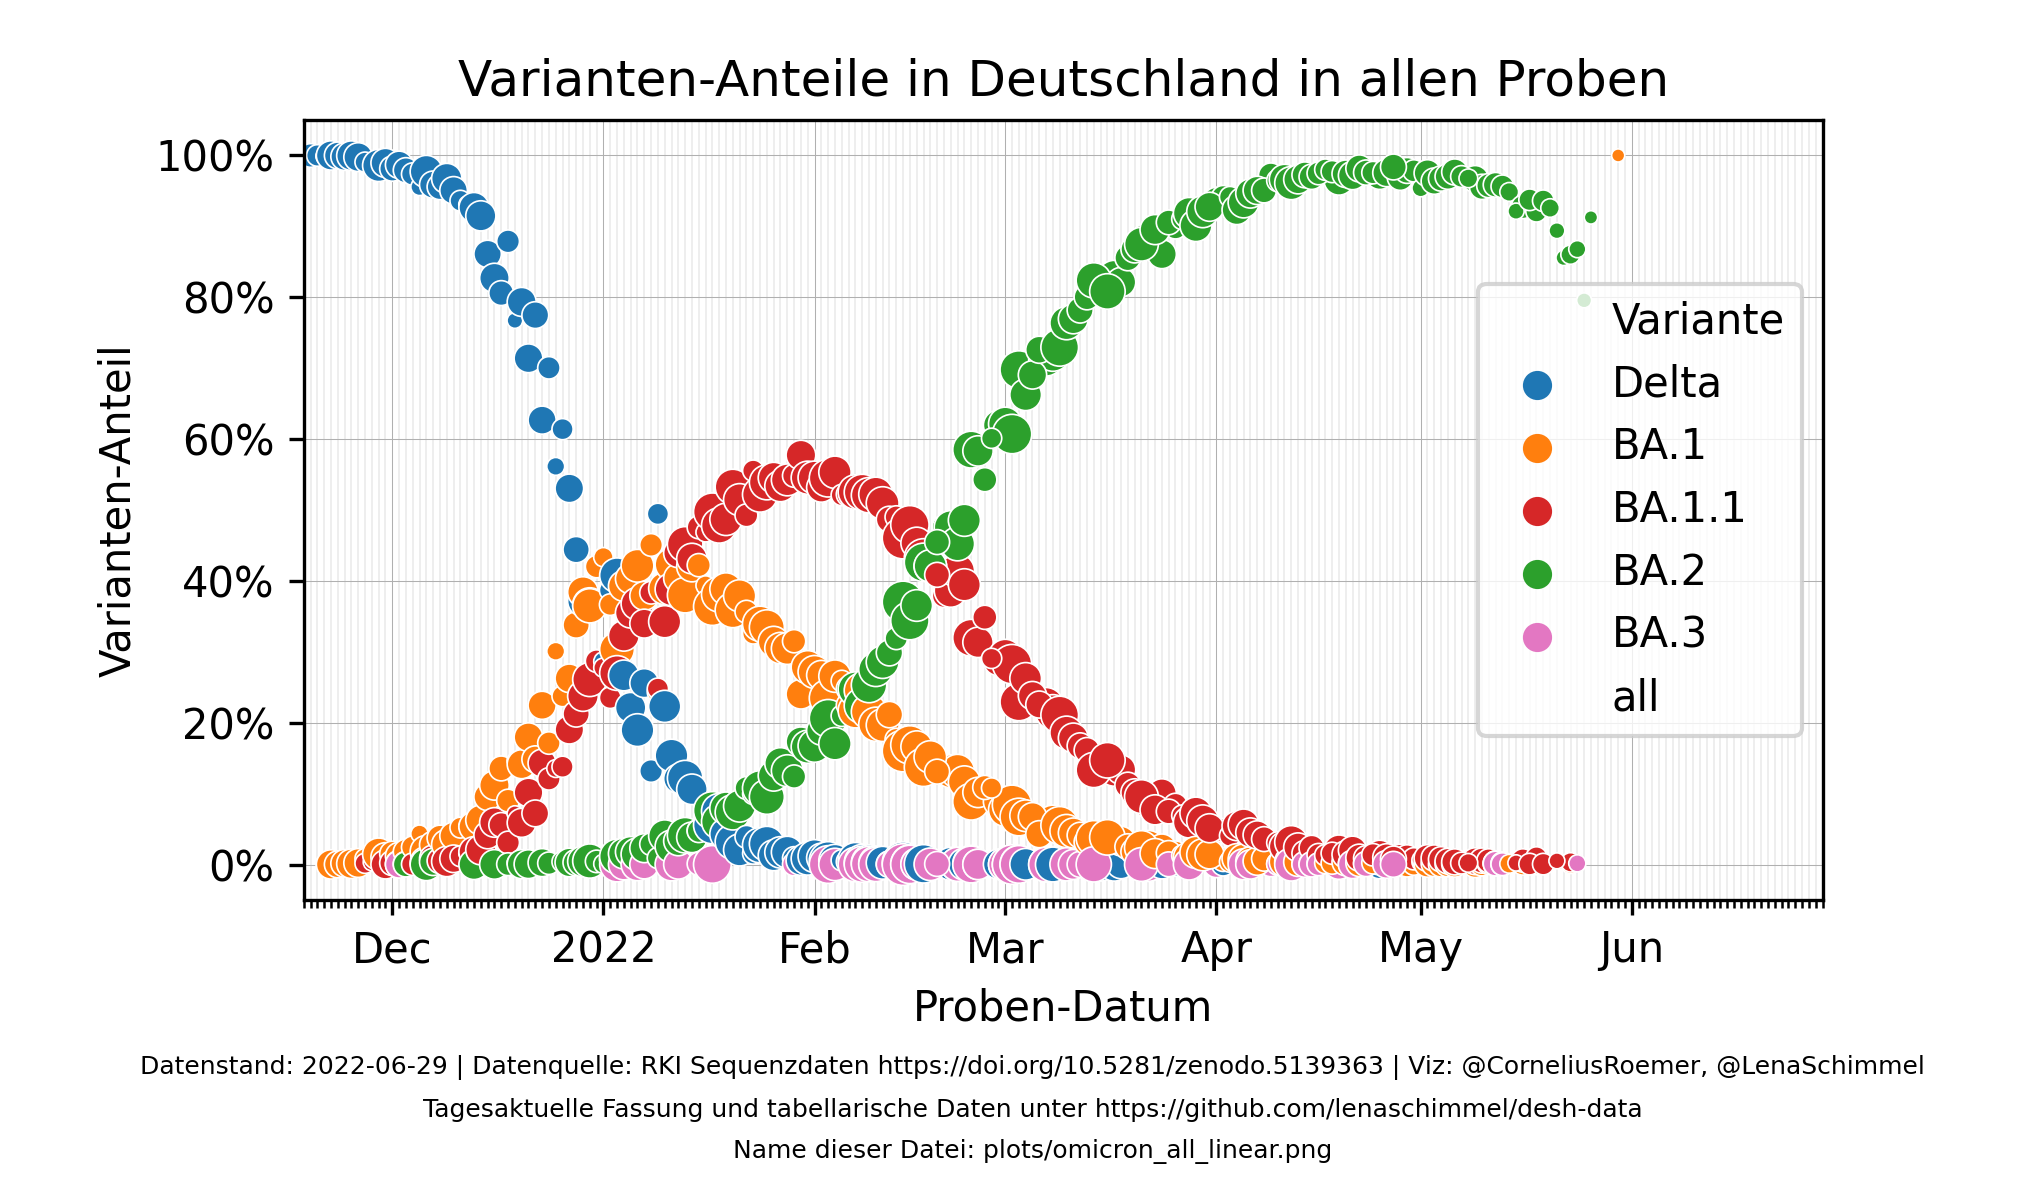 Varianten-Anteile in Deutschland in allen Proben
100%
80%
60%
40%
20%
0%
Varianten-Anteil
Variante
Delta
BA.1
BA.1.1
BA.2
BA.3
all
Dec 2022 Feb Mar Apr May Jun
Proben-Datum
Datenstand: 2022-06-29 | Datenquelle: RKI Sequenzdaten https://doi.org/10.5281/zenodo.5139363 | Viz: @CorneliusRoemer, @LenaSchimmel
Tagesaktuelle Fassung und tabellarische Daten unter https://github.com/lenaschimmel/desh-data
Name dieser Datei: plots/omicron_all_linear.png